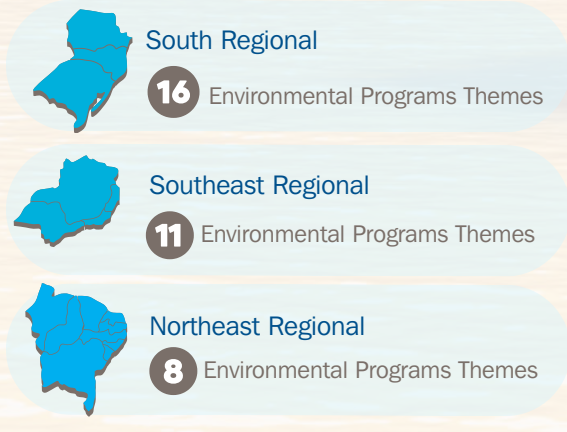 South Regional
16 Environmental Programs Themes
Southeast Regional
11 Environmental Programs Themes
Northeast Regional
8 Environmental Programs Themes